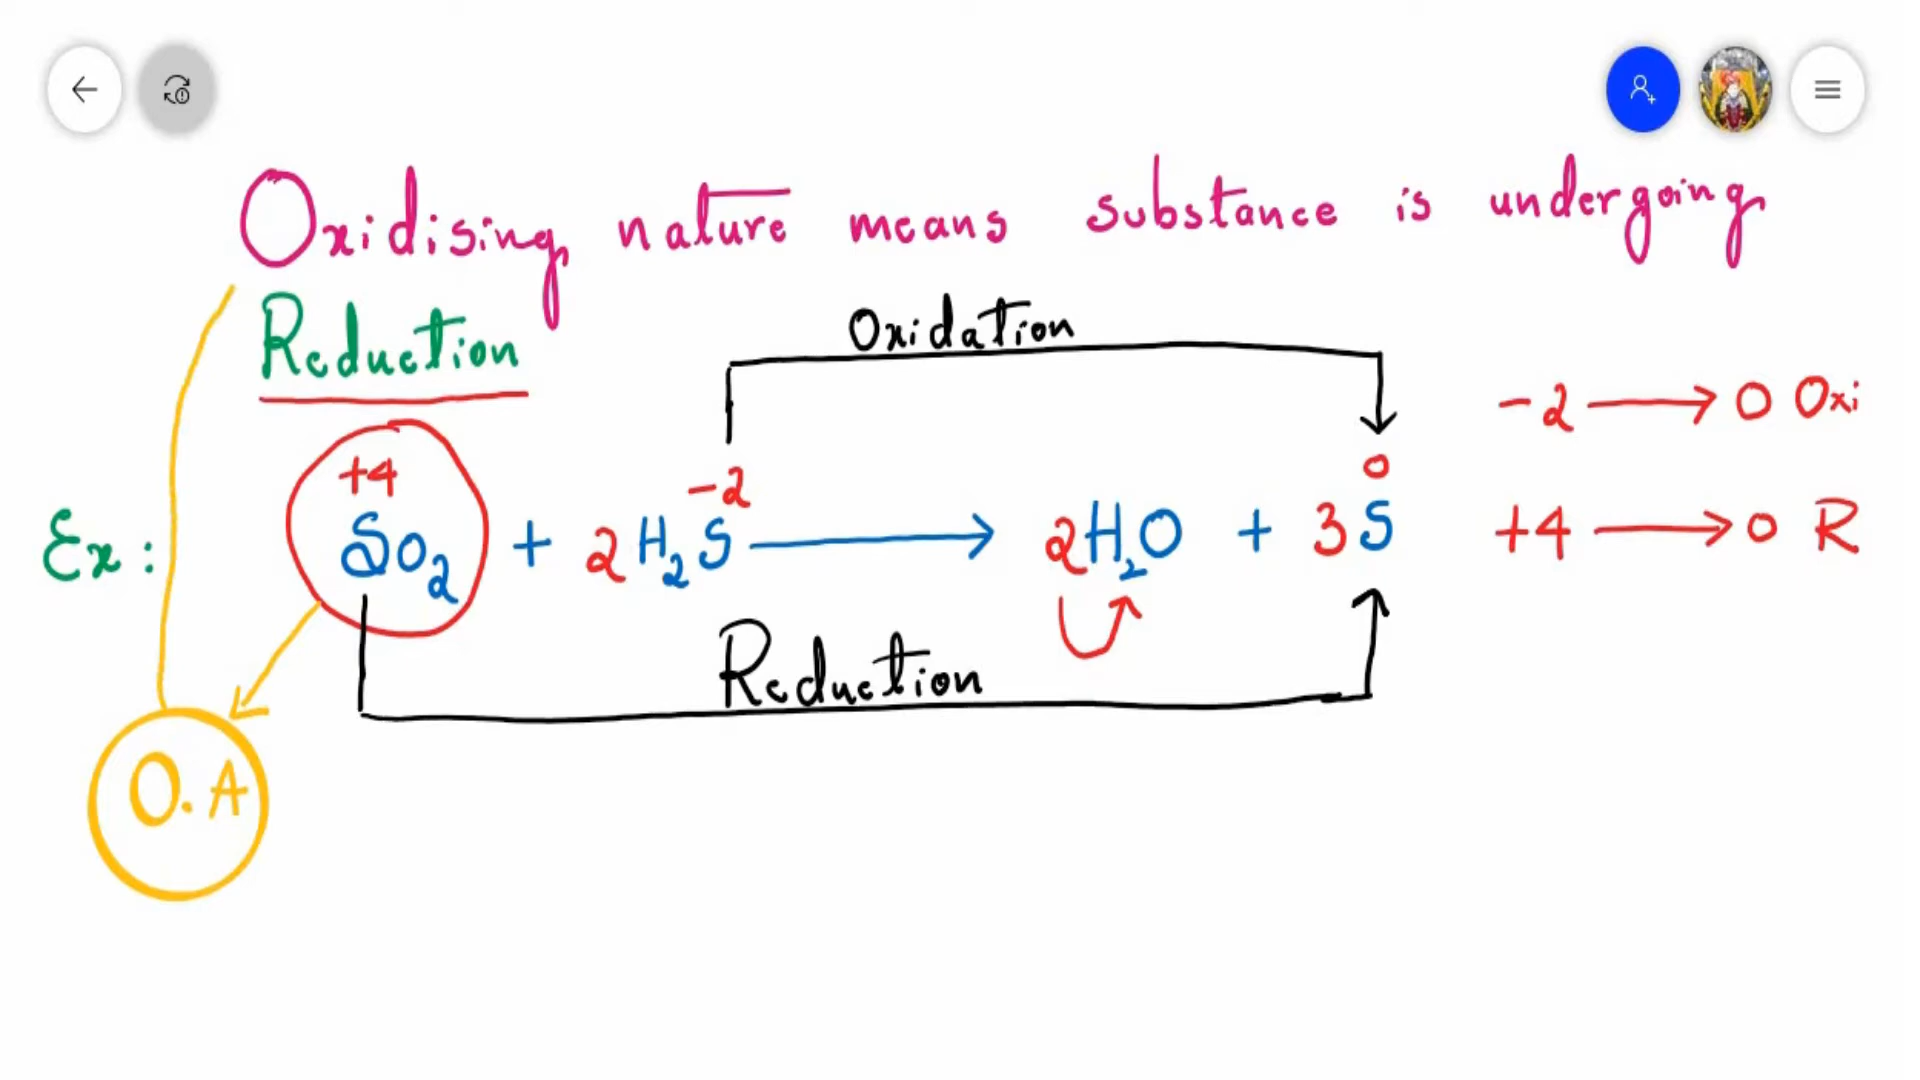 Oxidising nature means substance is undergoing
Reduction
Oxidation
-2 → 0 Oxi
+4 -2 0
Ex: SO₂ + 2H₂S → 2H₂O + 3S
+4 → 0 R
Reduction
O.A